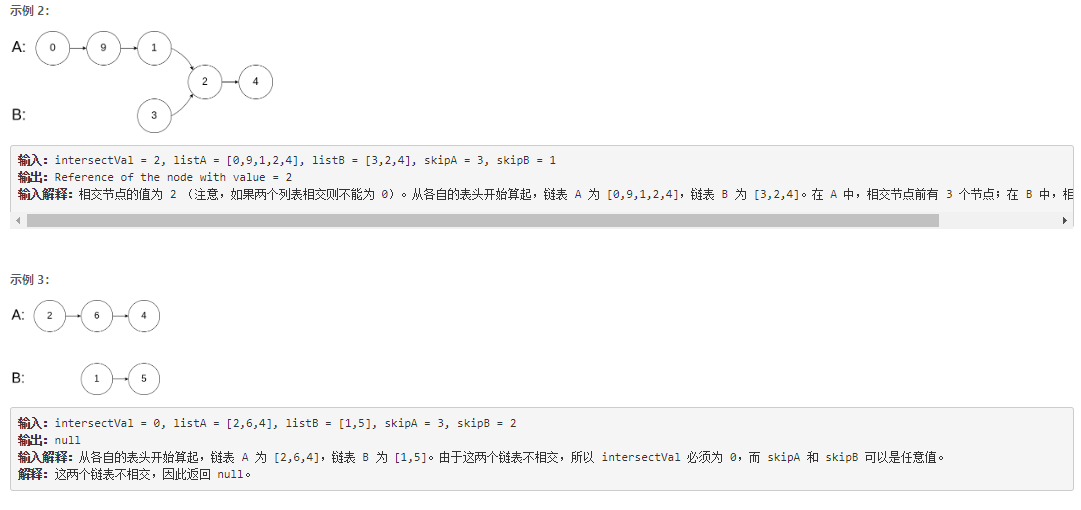 示例 2:
A: 0 9 1
2 4
B: 3
输入: intersectVal = 2, listA = [0,9,1,2,4], listB = [3,2,4], skipA = 3, skipB = 1
输出: Reference of the node with value = 2
输入解释: 相交节点的值为 2 (注意，如果两个列表相交则不能为 0)。从各自的表头开始算起，链表 A 为 [0,9,1,2,4]，链表 B 为 [3,2,4]。在 A 中，相交节点前有 3 个节点；在 B 中，相
示例 3:
A: 2 6 4
B: 1 5
输入: intersectVal = 0, listA = [2,6,4], listB = [1,5], skipA = 3, skipB = 2
输出: null
输入解释: 从各自的表头开始算起，链表 A 为 [2,6,4]，链表 B 为 [1,5]。由于这两个链表不相交，所以 intersectVal 必须为 0，而 skipA 和 skipB 可以是任意值。
解释: 这两个链表不相交，因此返回 null。